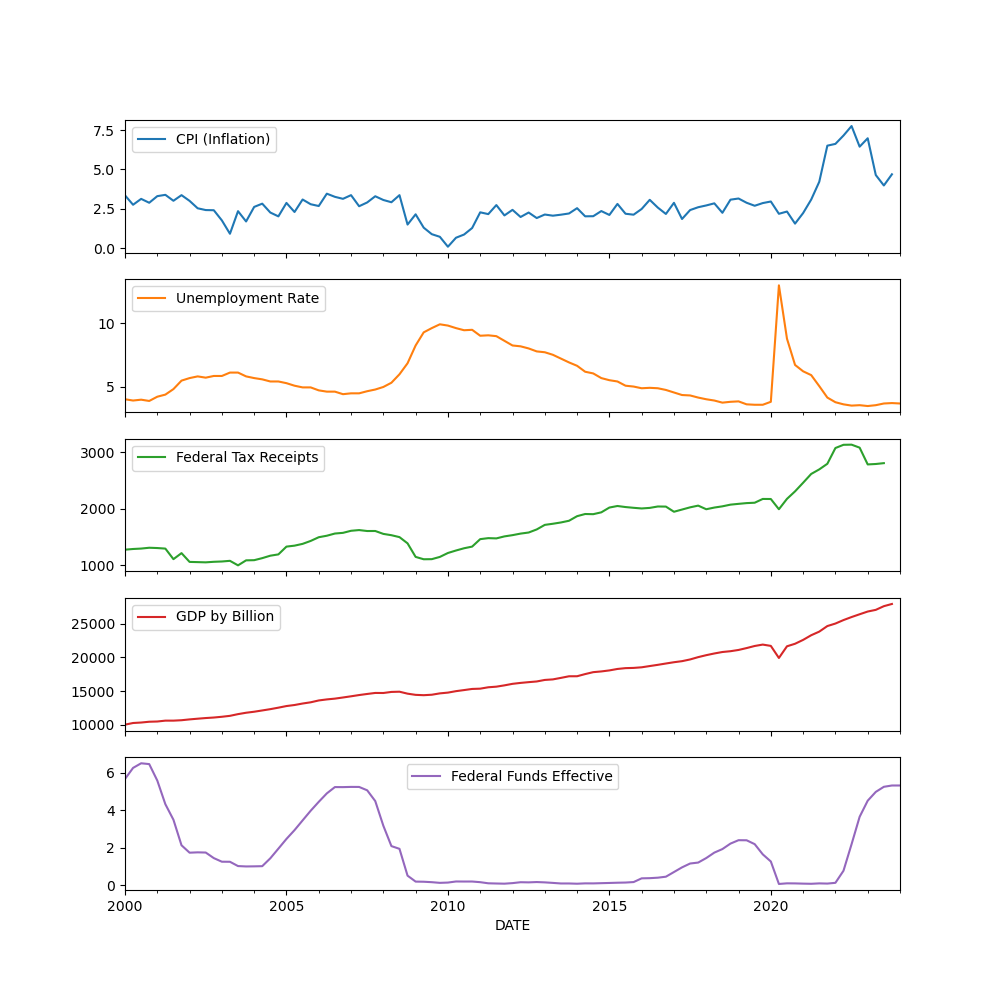 CPI (Inflation)
7.5
5.0
2.5
0.0
Unemployment Rate
10
5
Federal Tax Receipts
3000
2000
1000
GDP by Billion
25000
20000
15000
10000
Federal Funds Effective
6
4
2
0
2000 2005 2010 2015 2020
DATE